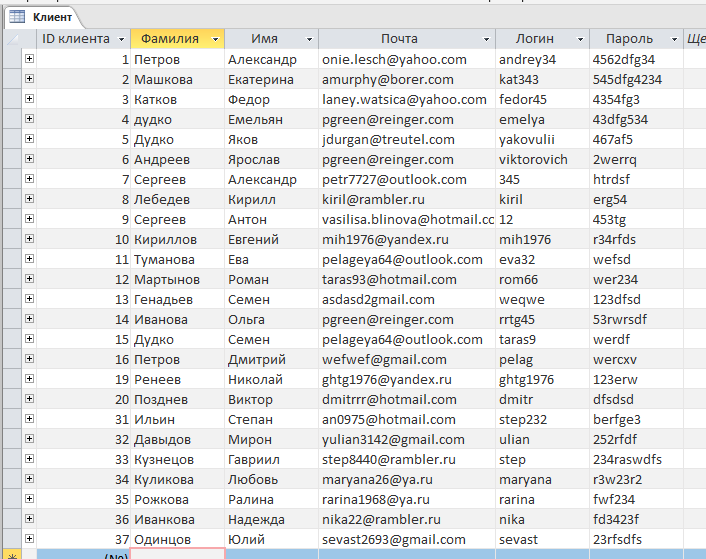 Клиент
ID клиента Фамилия Имя Почта Логин Пароль Ще
1 Петров Александр onie.lesch@yahoo.com andrey34 4562dfg34
2 Машкова Екатерина amurphy@borer.com kat343 545dfg4234
3 Катков Федор laney.watsica@yahoo.com fedor45 4354fg3
4 дудко Емельян pgreen@reinger.com emelya 43dfg534
5 Дудко Яков jdurgan@treutel.com yakovulii 467af5
6 Андреев Ярослав pgreen@reinger.com viktorovich 2werrq
7 Сергеев Александр petr7727@outlook.com 345 htrdsf
8 Лебедев Кирилл kiril@rambler.ru kiril erg54
9 Сергеев Антон vasilisa.blinova@hotmail.cc 12 453tg
10 Кириллов Евгений mih1976@yandex.ru mih1976 r34rfds
11 Туманова Ева pelageya64@outlook.com eva32 wefsd
12 Мартынов Роман taras93@hotmail.com rom66 wer234
13 Генадьев Семен asdasd2gmail.com weqwe 123dfsd
14 Иванова Ольга pgreen@reinger.com rrtg45 53rwrsdf
15 Дудко Семен pelageya64@outlook.com taras9 werdf
16 Петров Дмитрий wefwef@gmail.com pelag wercxv
19 Ренеев Николай ghtg1976@yandex.ru ghtg1976 123erw
20 Позднев Виктор dmitrrr@hotmail.com dmitr dfsdsd
31 Ильин Степан an0975@hotmail.com step232 berfge3
32 Давыдов Мирон yulian3142@gmail.com ulian 252rfdf
33 Кузнецов Гавриил step8440@rambler.ru step 234raswdfs
34 Куликова Любовь maryana26@ya.ru maryana r3w23r2
35 Рожкова Ралина rarina1968@ya.ru rarina fwf234
36 Иванкова Надежда nika22@rambler.ru nika fd3423f
37 Одинцов Юлий sevast2693@gmail.com sevast 23rfsdfs
(№)